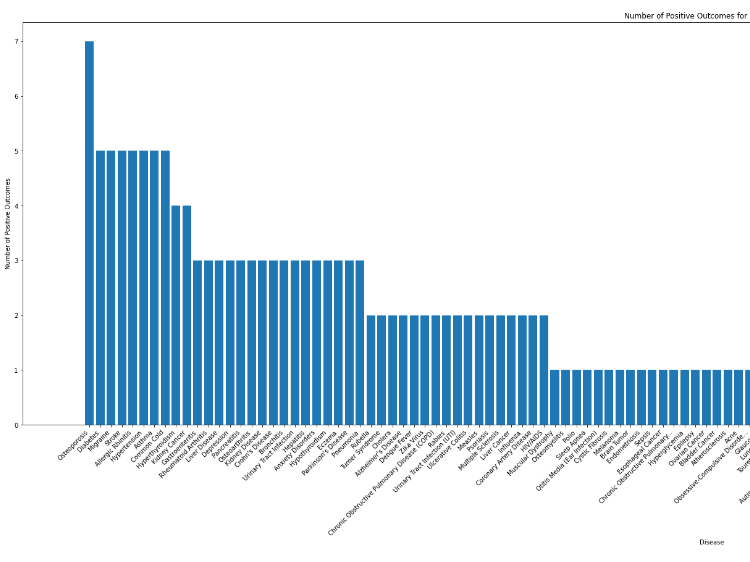 Number of Positive Outcomes for
7
6
5
4
3
2
1
0
Number of Positive Outcomes
Osteoporosis
Diabetes
Migraine
Stroke
Allergic Rhinitis
Hypertension
Asthma
Common Cold
Hyperthyroidism
Kidney Cancer
Gastroenteritis
Rheumatoid Arthritis
Liver Disease
Depression
Pancreatitis
Osteoarthritis
Kidney Disease
Crohn's Disease
Bronchitis
Urinary Tract Infection
Hepatitis
Anxiety Disorders
Hypothyroidism
Eczema
Parkinson's Disease
Pneumonia
Rubella
Turner Syndrome
Cholera
Alzheimer's Disease
Dengue Fever
Zika Virus
Chronic Obstructive Pulmonary Disease (COPD)
Rabies
Urinary Tract Infection (UTI)
Ulcerative Colitis
Measles
Psoriasis
Multiple Sclerosis
Liver Cancer
Influenza
Coronary Artery Disease
HIV/AIDS
Muscular Dystrophy
Osteomyelitis
Polio
Sleep Apnea
Otitis Media (Ear Infection)
Cystic Fibrosis
Melanoma
Brain Tumor
Endometriosis
Sepsis
Esophageal Cancer
Chronic Obstructive Pulmonary
Hyperglycemia
Epilepsy
Ovarian Cancer
Bladder Cancer
Atherosclerosis
Acne
Obsessive-Compulsive Disorde
Disease